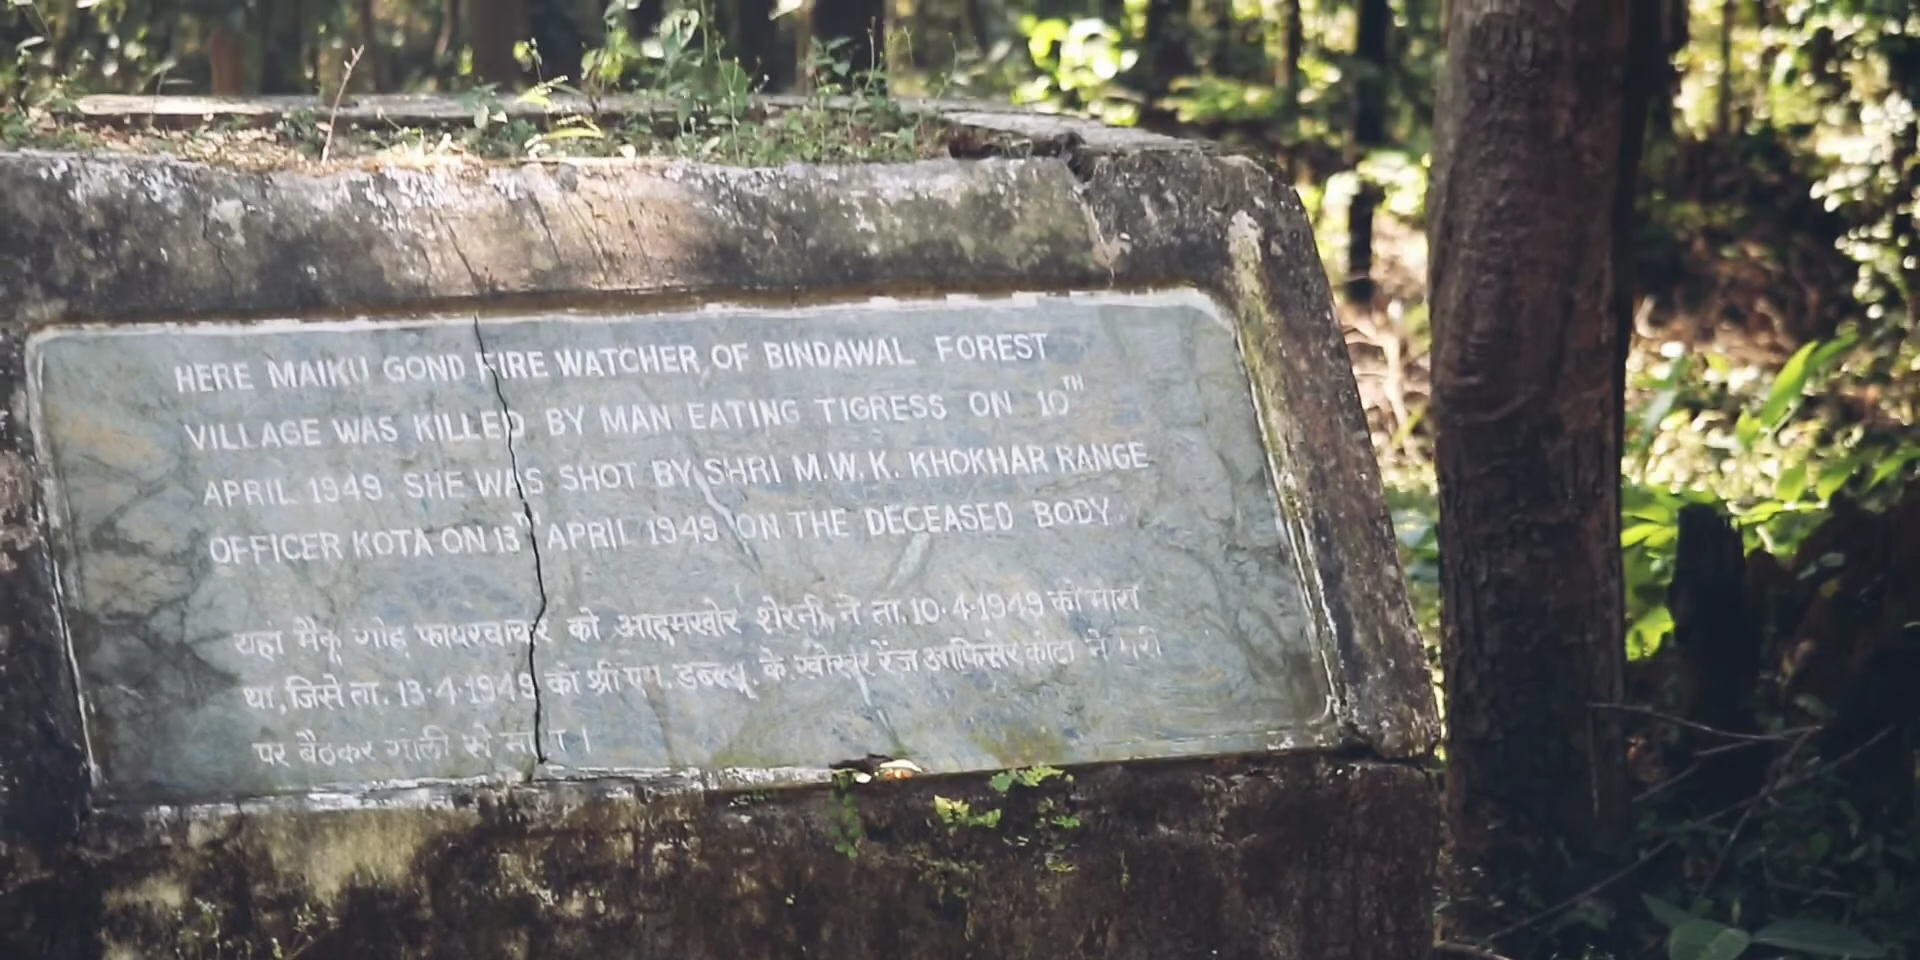 HERE MAIKU GOND FIRE WATCHER, OF BINDAWAL FOREST
VILLAGE WAS KILLED BY MAN EATING TIGRESS ON 10TH
APRIL 1949 SHE WAS SHOT BY SHRI M.W.K. KHOKHAR RANGE
OFFICER KOTA ON 13TH APRIL 1949 ON THE DECEASED BODY.
यहां मैकू गोंड़ फायरवाचर को आदमखोर शेरनी ने ता. 10.4.1949 को मारा
था, जिसे ता. 13.4.1949 को श्री एम. डब्ल्यू. के. खोखर रेंज आफिसर कोटा ने
पर बैठकर गोली से मारा।